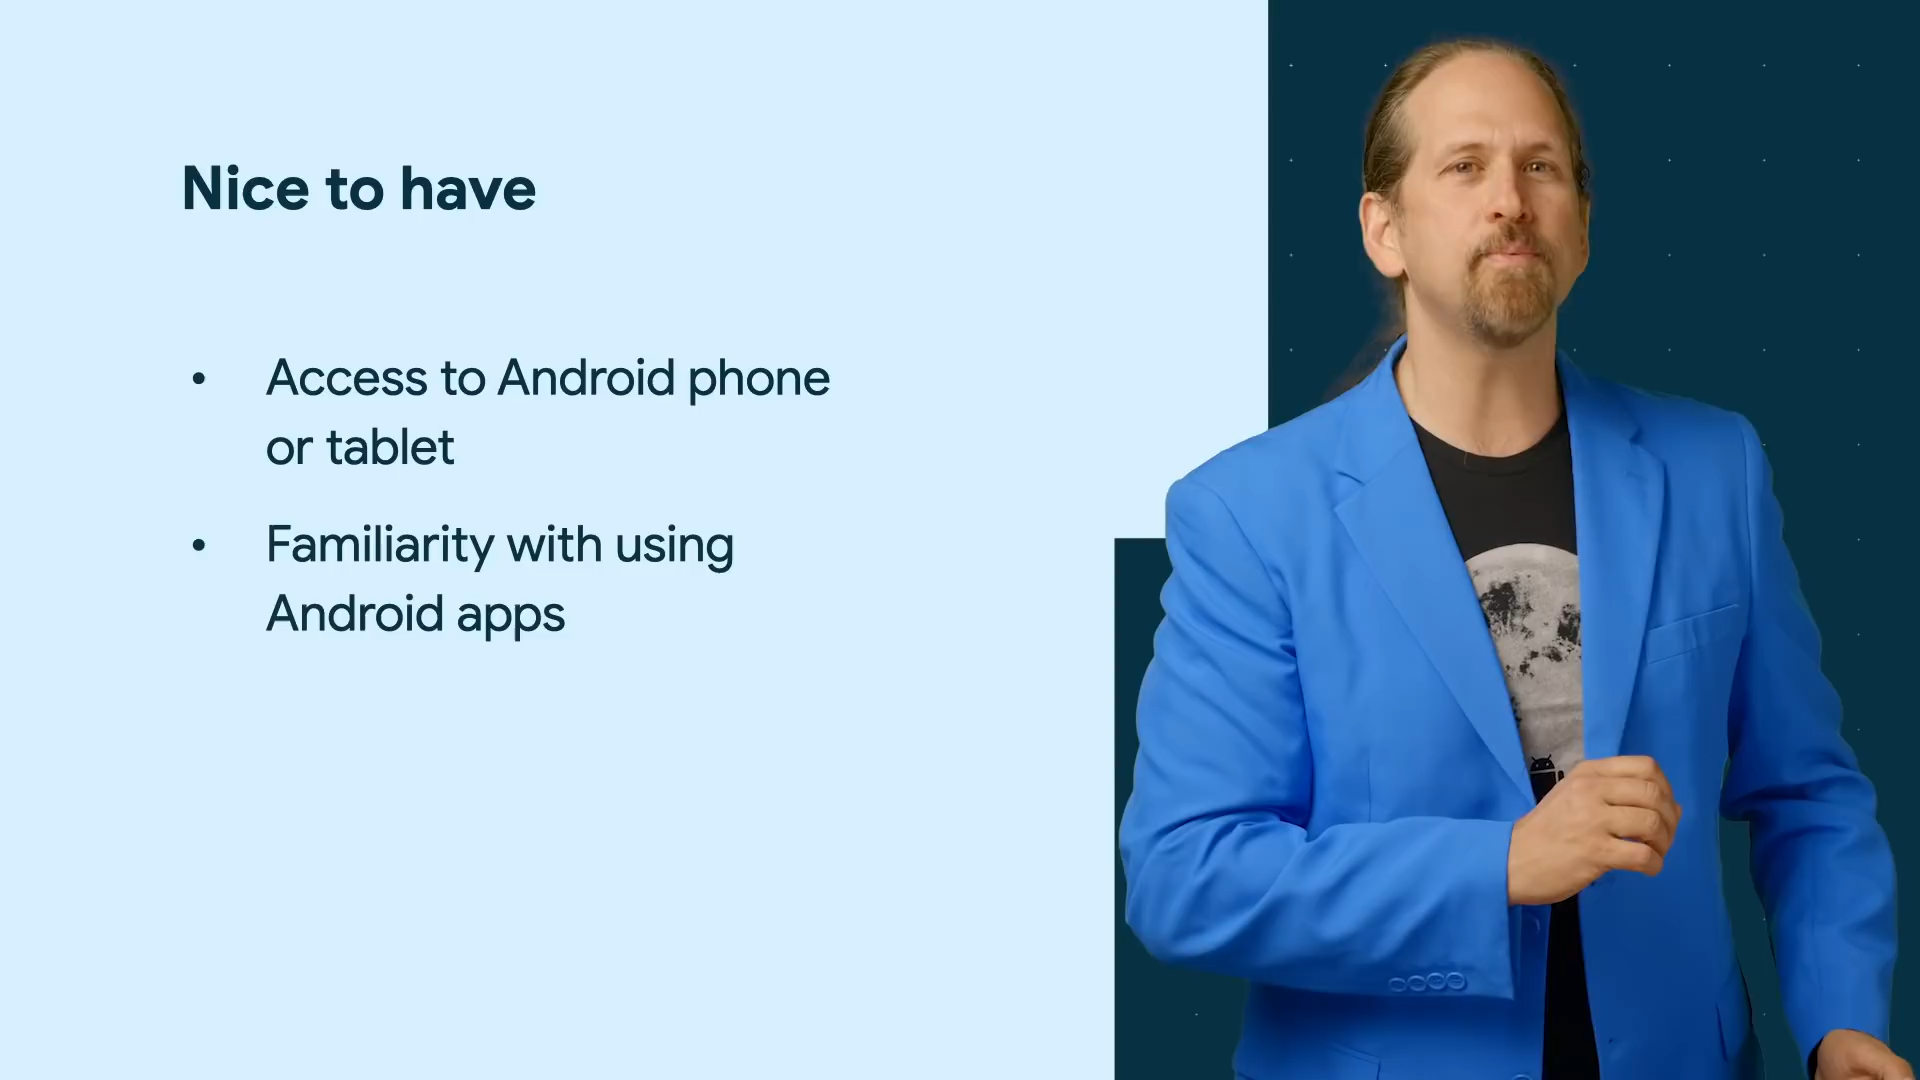 Nice to have
• Access to Android phone
or tablet
• Familiarity with using
Android apps